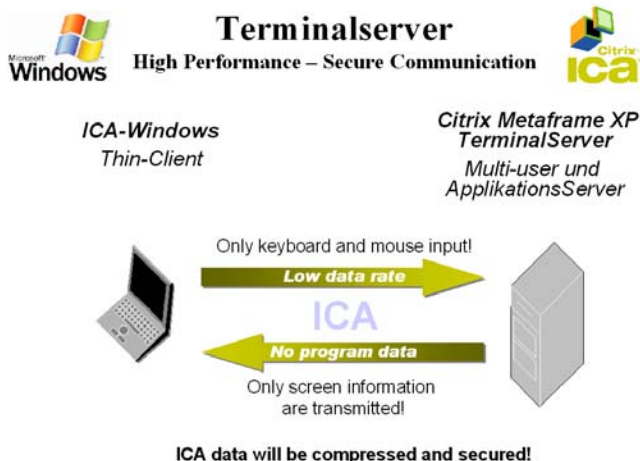 Terminalserver
High Performance – Secure Communication
Microsoft
Windows
Citrix
ICA
ICA-Windows
Thin-Client
Citrix Metaframe XP
TerminalServer
Multi-user und
ApplikationsServer
Only keyboard and mouse input!
Low data rate
ICA
No program data
Only screen information
are transmitted!
ICA data will be compressed and secured!